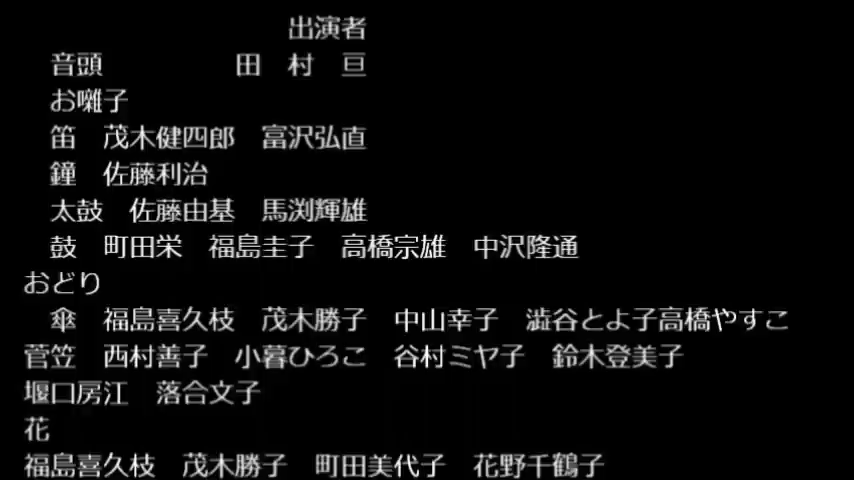 出演者
音頭　　　　　田　村　亘
お囃子
笛　茂木健四郎　富沢弘直
鐘　佐藤利治
太鼓　佐藤由基　馬渕輝雄
鼓　町田栄　福島圭子　高橋宗雄　中沢隆通
おどり
傘　福島喜久枝　茂木勝子　中山幸子　澁谷とよ子高橋やすこ
菅笠　西村善子　小暮ひろこ　谷村ミヤ子　鈴木登美子
堰口房江　落合文子
花
福島喜久枝　茂木勝子　町田美代子　花野千鶴子